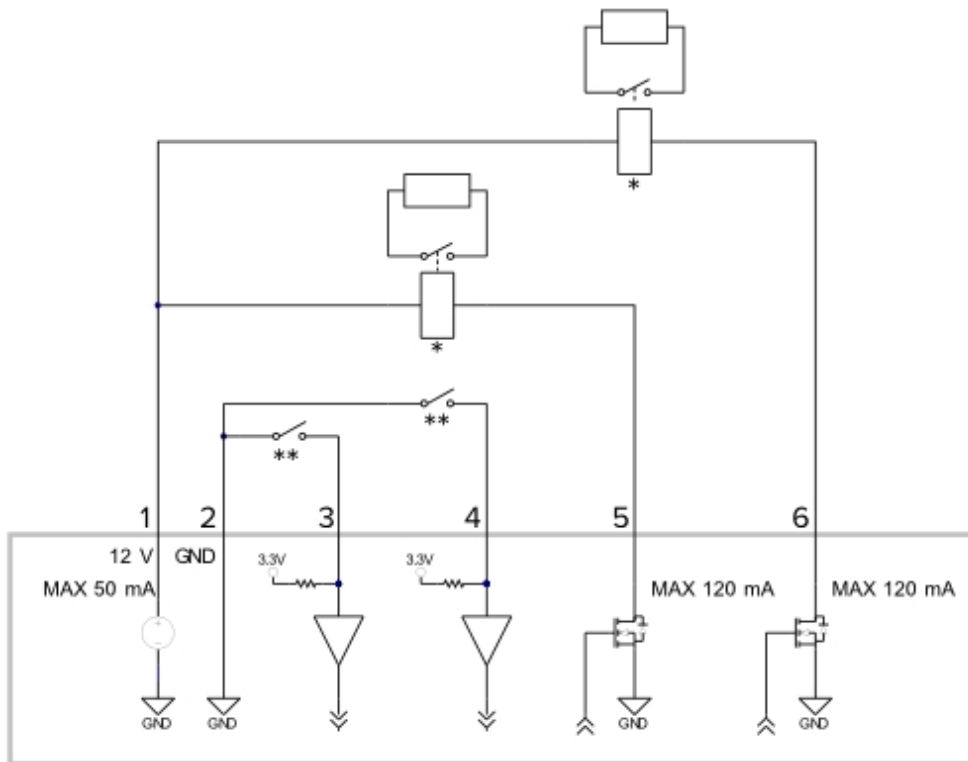 *
*
**
**
1 2 3 4 5 6
12 V GND 3.3V 3.3V
MAX 50 mA MAX 120 mA MAX 120 mA
+
-
GND GND GND GND